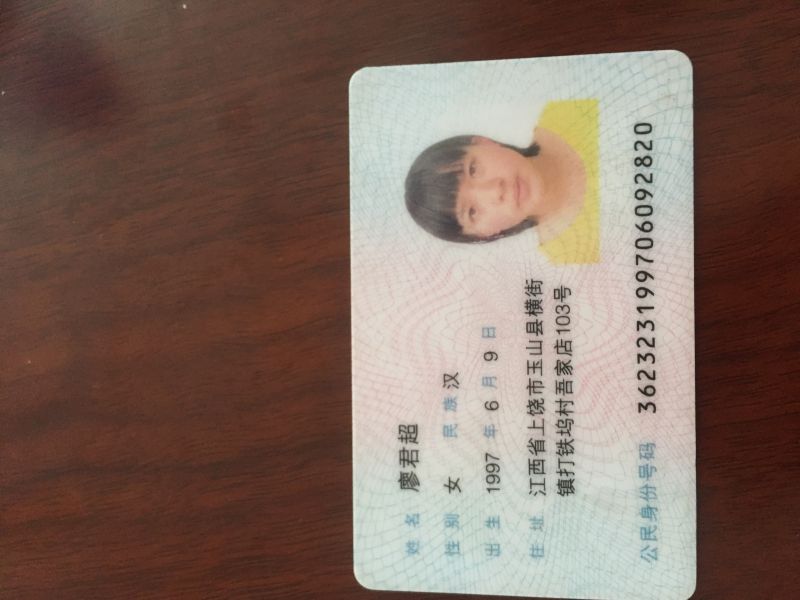 姓名 廖君超
性别 女 民族 汉
出生 1997 年 6 月 9 日
住址 江西省上饶市玉山县横街
镇打铁坞村吾家店103号
公民身份号码 362323199706092820